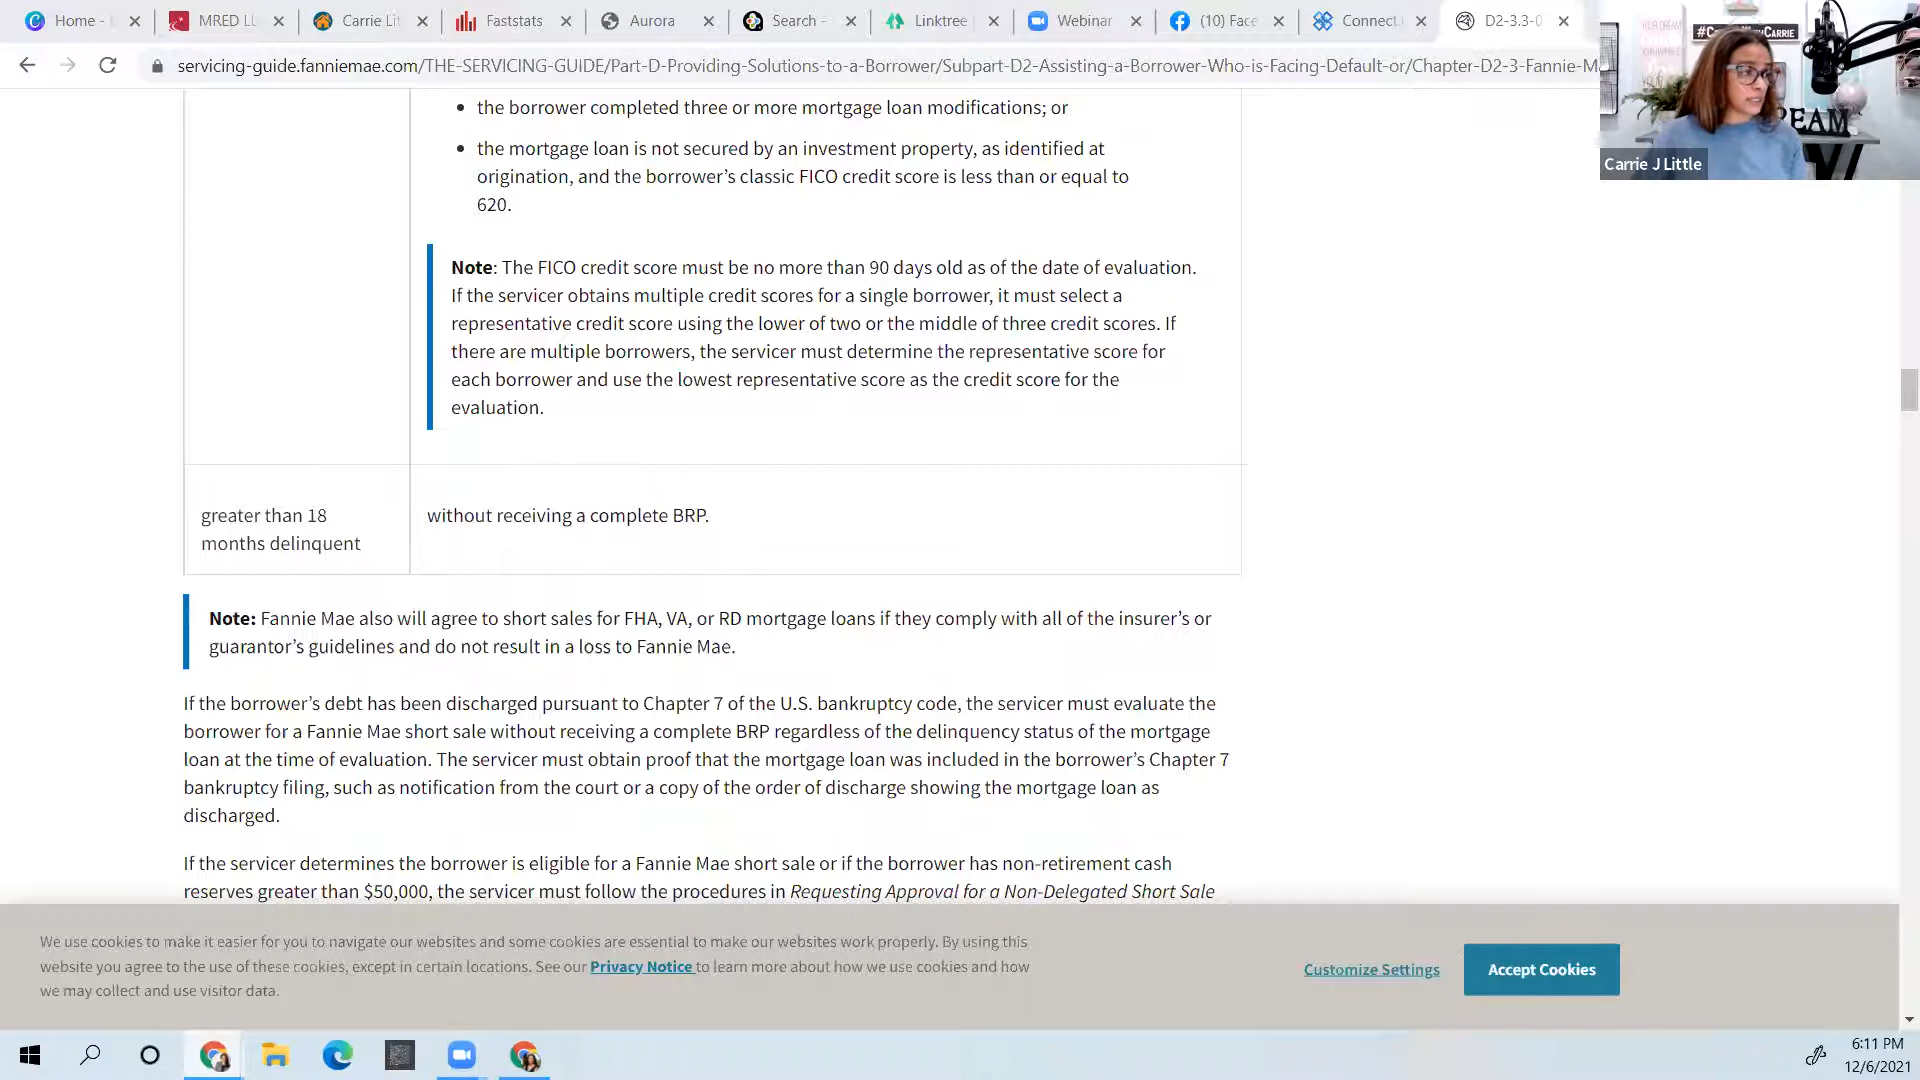 Home -
MRED L
Carrie Lit
Faststats
Aurora
Search -
Linktree
Webinar
(10) Face
Connect
D2-3.3-0
servicing-guide.fanniemae.com/THE-SERVICING-GUIDE/Part-D-Providing-Solutions-to-a-Borrower/Subpart-D2-Assisting-a-Borrower-Who-is-Facing-Default-or/Chapter-D2-3-Fannie-M
Carrie J Little
• the borrower completed three or more mortgage loan modifications; or
• the mortgage loan is not secured by an investment property, as identified at
origination, and the borrower’s classic FICO credit score is less than or equal to
620.
Note: The FICO credit score must be no more than 90 days old as of the date of evaluation.
If the servicer obtains multiple credit scores for a single borrower, it must select a
representative credit score using the lower of two or the middle of three credit scores. If
there are multiple borrowers, the servicer must determine the representative score for
each borrower and use the lowest representative score as the credit score for the
evaluation.
greater than 18
months delinquent
without receiving a complete BRP.
Note: Fannie Mae also will agree to short sales for FHA, VA, or RD mortgage loans if they comply with all of the insurer’s or
guarantor’s guidelines and do not result in a loss to Fannie Mae.
If the borrower’s debt has been discharged pursuant to Chapter 7 of the U.S. bankruptcy code, the servicer must evaluate the
borrower for a Fannie Mae short sale without receiving a complete BRP regardless of the delinquency status of the mortgage
loan at the time of evaluation. The servicer must obtain proof that the mortgage loan was included in the borrower’s Chapter 7
bankruptcy filing, such as notification from the court or a copy of the order of discharge showing the mortgage loan as
discharged.
If the servicer determines the borrower is eligible for a Fannie Mae short sale or if the borrower has non-retirement cash
reserves greater than $50,000, the servicer must follow the procedures in Requesting Approval for a Non-Delegated Short Sale
We use cookies to make it easier for you to navigate our websites and some cookies are essential to make our websites work properly. By using this
website you agree to the use of these cookies, except in certain locations. See our Privacy Notice to learn more about how we use cookies and how
we may collect and use visitor data.
Customize Settings
Accept Cookies
6:11 PM
12/6/2021